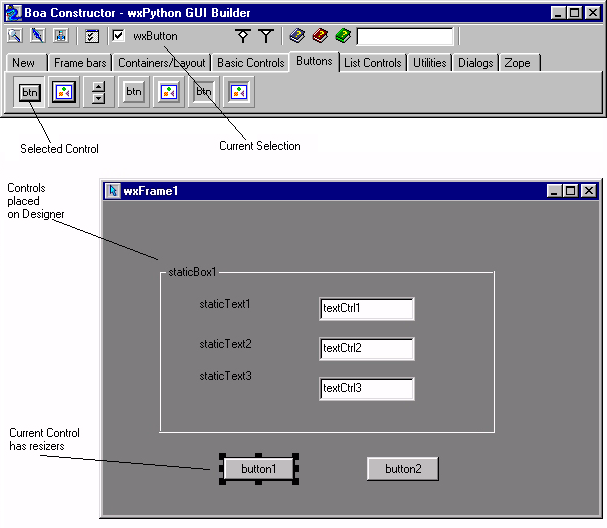 Boa Constructor - wxPython GUI Builder
wxButton
New Frame bars Containers/Layout Basic Controls Buttons List Controls Utilities Dialogs Zope
btn btn btn
Selected Control
Current Selection
Controls
placed
on Designer
wxFrame1
staticBox1
staticText1 textCtrl1
staticText2 textCtrl2
staticText3 textCtrl3
Current Control
has resizers
button1 button2